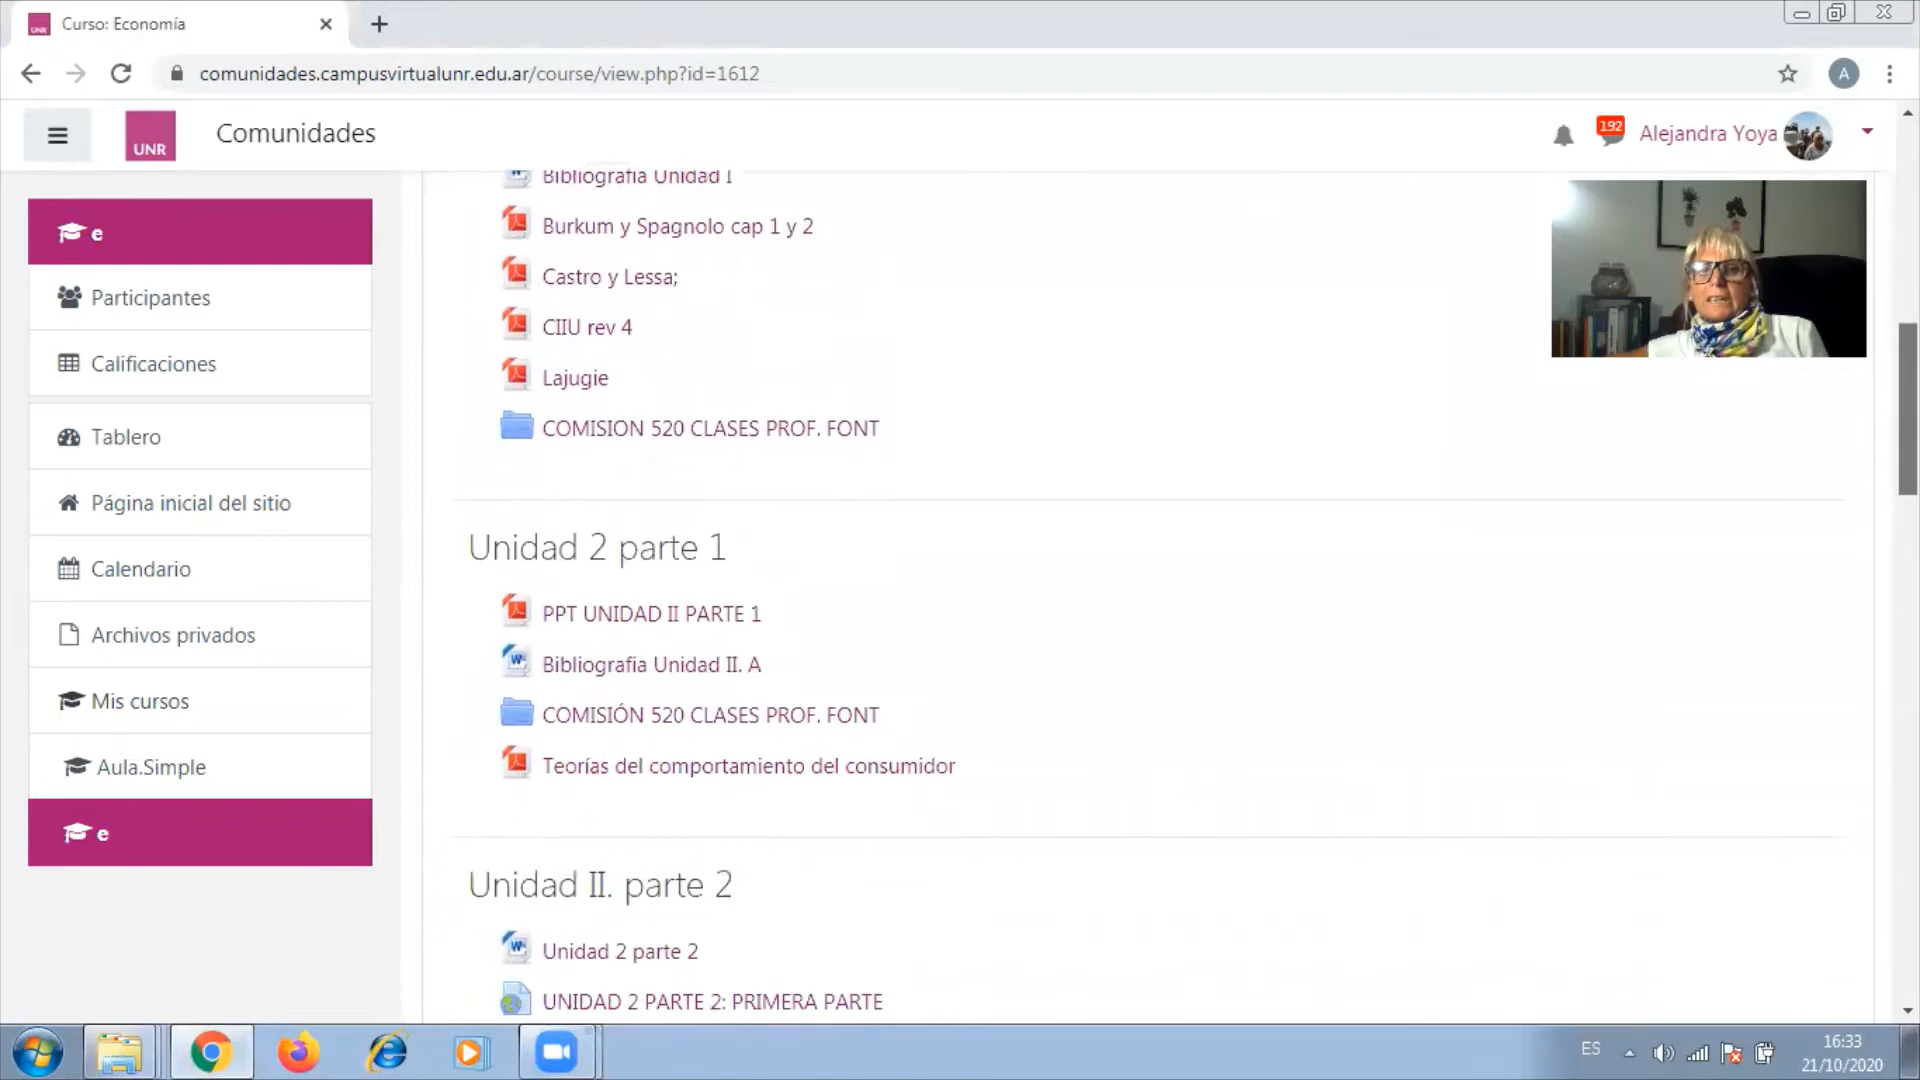 Curso: Economía
comunidades.campusvirtualunr.edu.ar/course/view.php?id=1612
A
UNR
Comunidades
192
Alejandra Yoya
e
Participantes
Calificaciones
Tablero
Página inicial del sitio
Calendario
Archivos privados
Mis cursos
Aula.Simple
e
Bibliografia Unidad I
Burkum y Spagnolo cap 1 y 2
Castro y Lessa;
CIIU rev 4
Lajugie
COMISION 520 CLASES PROF. FONT
Unidad 2 parte 1
PPT UNIDAD II PARTE 1
Bibliografia Unidad II. A
COMISIÓN 520 CLASES PROF. FONT
Teorías del comportamiento del consumidor
Unidad II. parte 2
Unidad 2 parte 2
UNIDAD 2 PARTE 2: PRIMERA PARTE
ES
16:33
21/10/2020